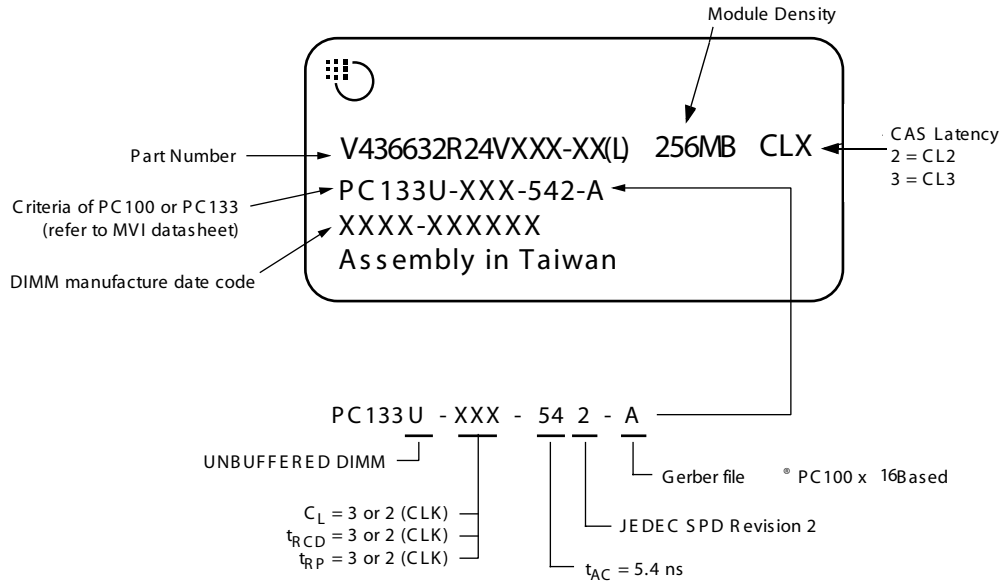 Module Density
V436632R24VXXX-XX(L) 256MB CLX
Part Number
CAS Latency
2 = CL2
3 = CL3
PC133U-XXX-542-A
Criteria of PC100 or PC133
(refer to MVI datasheet)
XXXX-XXXXXX
Assembly in Taiwan
DIMM manufacture date code
PC133U - XXX - 542 - A
UNBUFFERED DIMM
Gerber file ® PC100 x 16Based
CL = 3 or 2 (CLK)
tRCD = 3 or 2 (CLK)
tRP = 3 or 2 (CLK)
JEDEC SPD Revision 2
tAC = 5.4 ns